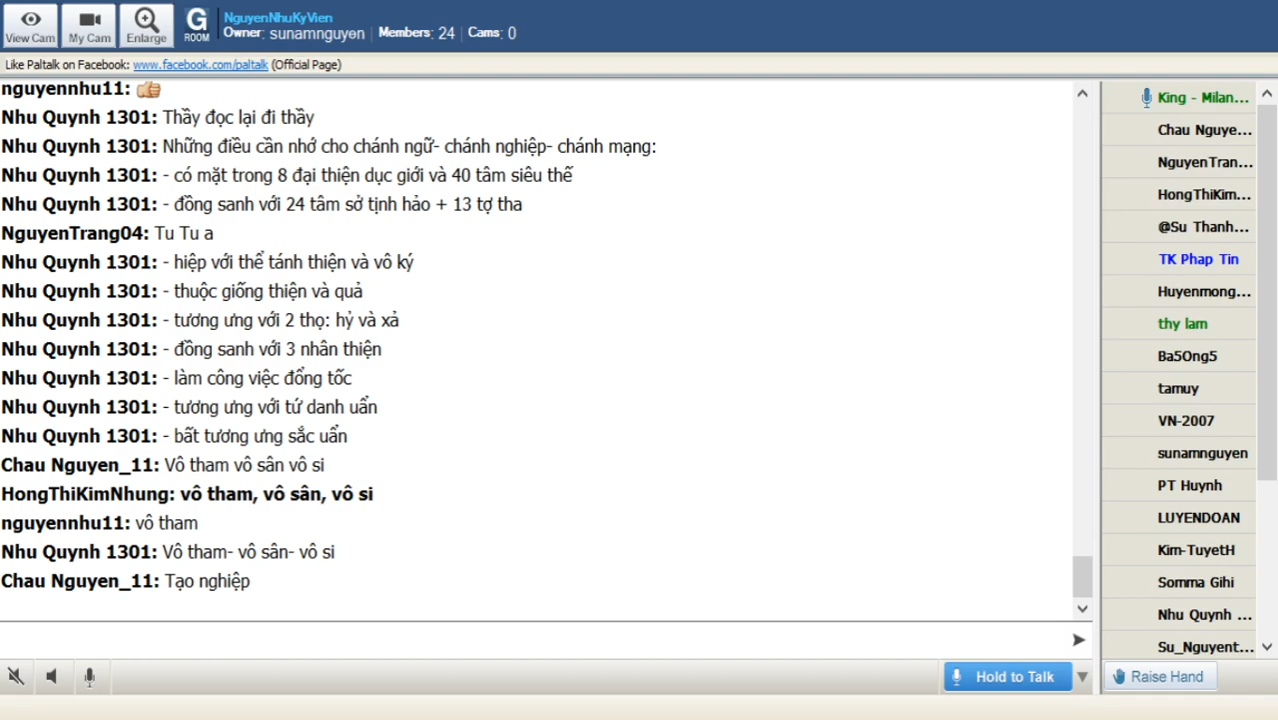 View Cam
My Cam
Enlarge
G
ROOM
NguyenNhuKyVien
Owner: sunamnguyen | Members: 24 | Cams: 0
Like Paltalk on Facebook: www.facebook.com/paltalk (Official Page)
nguyennhu11:
Nhu Quynh 1301: Thầy đọc lại đi thầy
Nhu Quynh 1301: Những điều cần nhớ cho chánh ngữ- chánh nghiệp- chánh mạng:
Nhu Quynh 1301: - có mặt trong 8 đại thiện dục giới và 40 tâm siêu thế
Nhu Quynh 1301: - đồng sanh với 24 tâm sở tịnh hảo + 13 tợ tha
NguyenTrang04: Tu Tu a
Nhu Quynh 1301: - hiệp với thể tánh thiện và vô ký
Nhu Quynh 1301: - thuộc giống thiện và quả
Nhu Quynh 1301: - tương ưng với 2 thọ: hỷ và xả
Nhu Quynh 1301: - đồng sanh với 3 nhân thiện
Nhu Quynh 1301: - làm công việc đổng tốc
Nhu Quynh 1301: - tương ưng với tứ danh uẩn
Nhu Quynh 1301: - bất tương ưng sắc uẩn
Chau Nguyen_11: Vô tham vô sân vô si
HongThiKimNhung: vô tham, vô sân, vô si
nguyennhu11: vô tham
Nhu Quynh 1301: Vô tham- vô sân- vô si
Chau Nguyen_11: Tạo nghiệp
Hold to Talk
King - Milan...
Chau Nguye...
NguyenTran...
HongThiKim...
@Su Thanh...
TK Phap Tin
Huyenmong...
thy lam
Ba5Ong5
tamuy
VN-2007
sunamnguyen
PT Huynh
LUYENDOAN
Kim-TuyetH
Somma Gihi
Nhu Quynh ...
Su_Nguyent...
Raise Hand